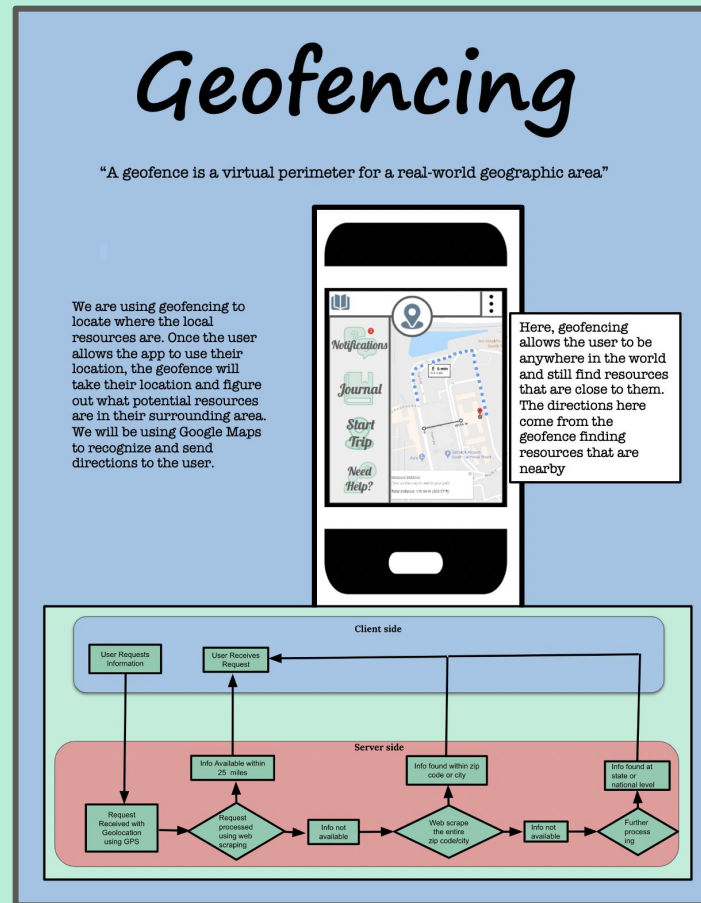 Geofencing
“A geofence is a virtual perimeter for a real-world geographic area”
We are using geofencing to
locate where the local
resources are. Once the user
allows the app to use their
location, the geofence will
take their location and figure
out what potential resources
are in their surrounding area.
We will be using Google Maps
to recognize and send
directions to the user.
Notifications
Journal
Start
Trip
Need
Help?
5 min
Here, geofencing
allows the user to be
anywhere in the world
and still find resources
that are close to them.
The directions here
come from the
geofence finding
resources that are
nearby
Client side
User Requests
Information
User Receives
Request
Server side
Info Available within
25 miles
Info found within zip
code or city
Info found at
state or
national level
Request
Received with
Geolocation
using GPS
Request
processed
using web
scraping
Info not
available
Web scrape
the entire
zip code/city
Info not
available
Further
process
ing